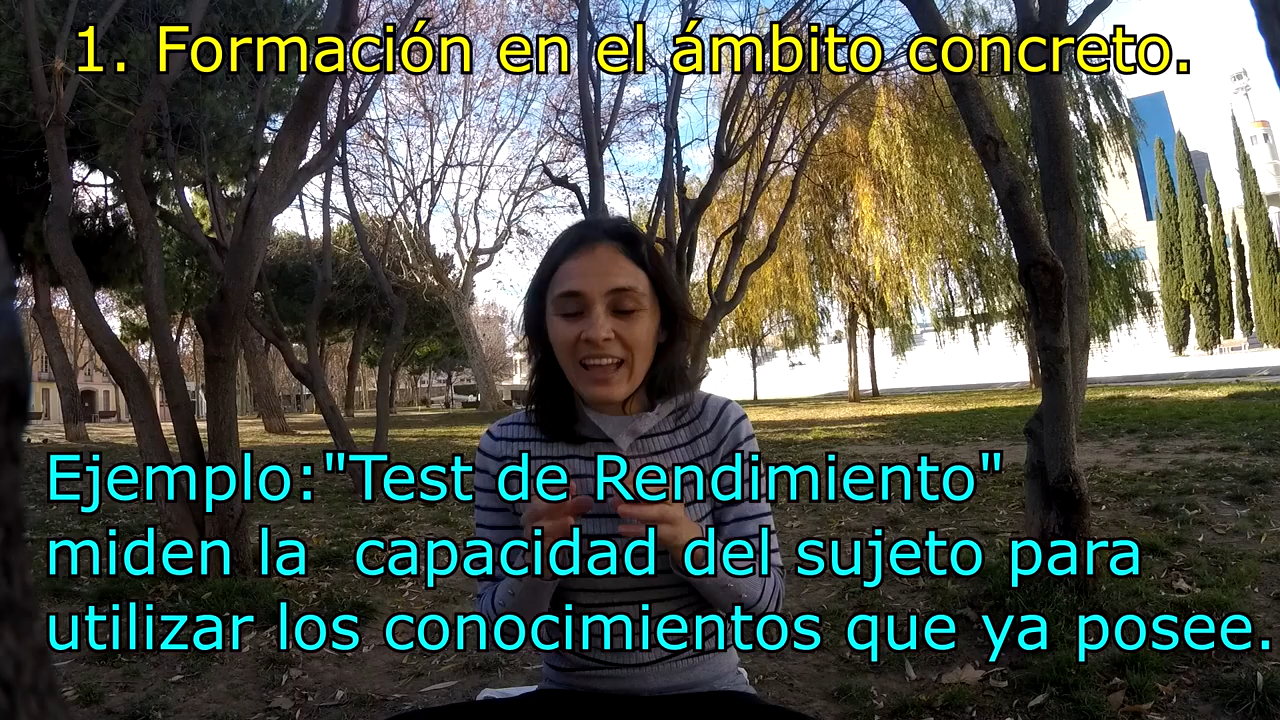 1. Formación en el ámbito concreto.
Ejemplo:"Test de Rendimiento"
miden la  capacidad del sujeto para
utilizar los conocimientos que ya posee.